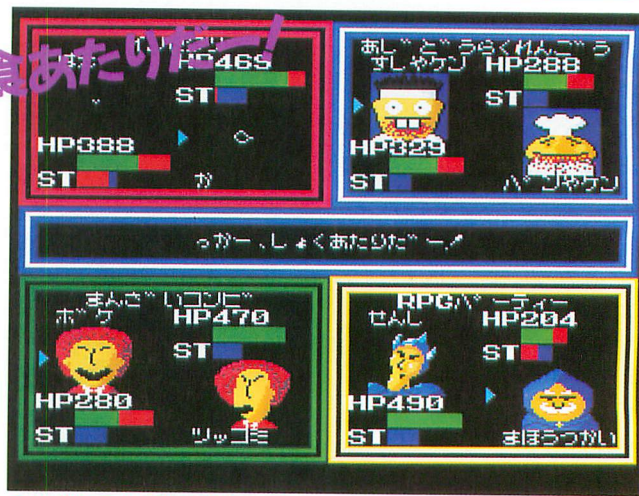 食あたりだー!
HP469
ST
HP388
ST
か
あじどうらくれんごう
すしやケン
HP288
ST
HP329
ST
パンやケン
っかー、しょくあたりだー!
まんざいコンビ
ボケ
HP470
ST
HP280
ST
ツッコミ
RPGパーティー
せんし
HP204
ST
HP490
ST
まほうつかい